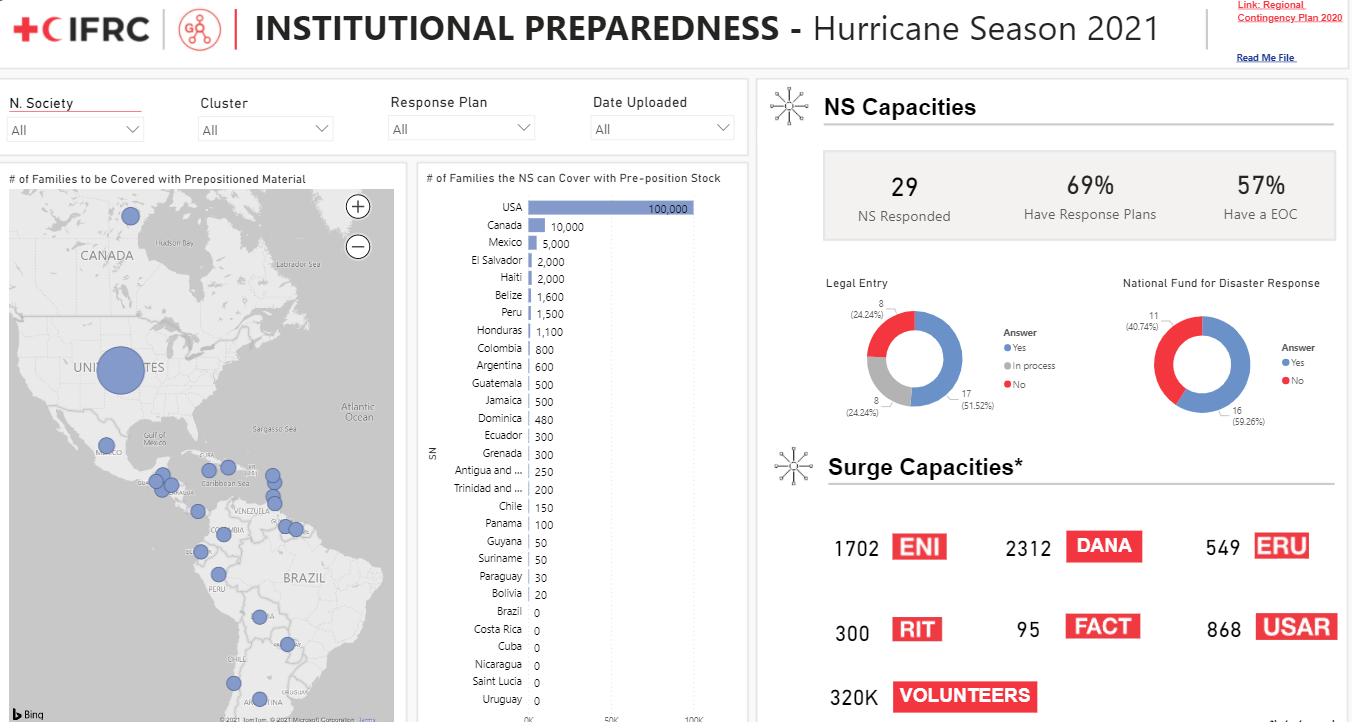 IFRC
INSTITUTIONAL PREPAREDNESS - Hurricane Season 2021
Link: Regional
Contingency Plan 2020
Read Me File
N. Society
All
Cluster
All
Response Plan
All
Date Uploaded
All
# of Families to be Covered with Prepositioned Material
CANADA
Hudson Bay
Labrador Sea
UNI TES
Atlantic
Ocean
Gulf of
Mexico
Sargasso Sea
CUBA
Caribbean Sea
VENEZUELA
BRAZIL
PERU
CHILE
URUGUAY
Bing
© 2021 TomTom, © 2021 Microsoft Corporation Terms
# of Families the NS can Cover with Pre-position Stock
NS
USA 100,000
Canada 10,000
Mexico 5,000
El Salvador 2,000
Haiti 2,000
Belize 1,600
Peru 1,500
Honduras 1,100
Colombia 800
Argentina 600
Guatemala 500
Jamaica 500
Dominica 480
Ecuador 300
Grenada 300
Antigua and ... 250
Trinidad and ... 200
Chile 150
Panama 100
Guyana 50
Suriname 50
Paraguay 30
Bolivia 20
Brazil 0
Costa Rica 0
Cuba 0
Nicaragua 0
Saint Lucia 0
Uruguay 0
0K 50K 100K
NS Capacities
29
NS Responded
69%
Have Response Plans
57%
Have a EOC
Legal Entry
8
(24.24%)
8
(24.24%)
17
(51.52%)
Answer
Yes
In process
No
National Fund for Disaster Response
11
(40.74%)
16
(59.26%)
Answer
Yes
No
Surge Capacities*
1702 ENI
2312 DANA
549 ERU
300 RIT
95 FACT
868 USAR
320K VOLUNTEERS